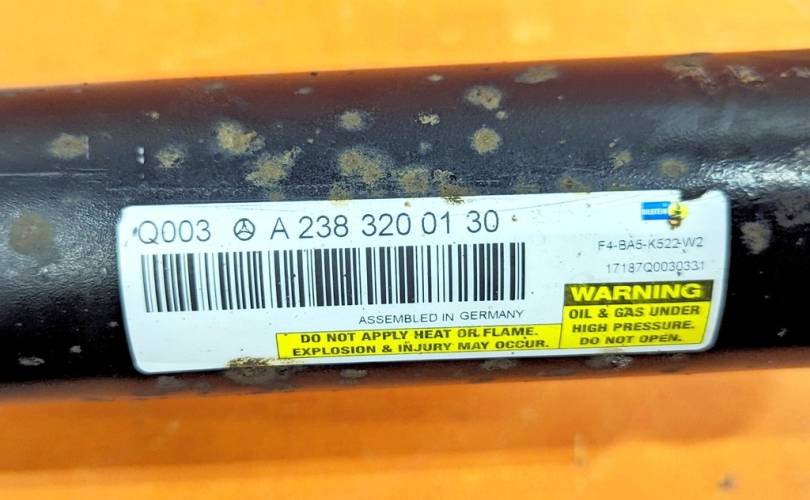 Q003 A 238 320 01 30
BILSTEIN
F4-BA5-K522-W2
17187Q0030331
ASSEMBLED IN GERMANY
DO NOT APPLY HEAT OR FLAME.
EXPLOSION & INJURY MAY OCCUR.
WARNING
OIL & GAS UNDER
HIGH PRESSURE.
DO NOT OPEN.